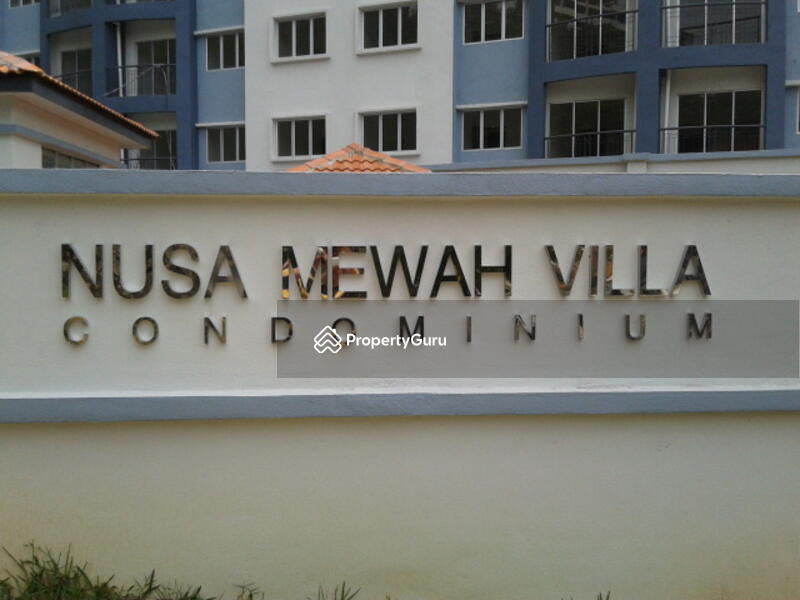 NUSA MEWAH VILLA
CONDOMINIUM
PropertyGuru